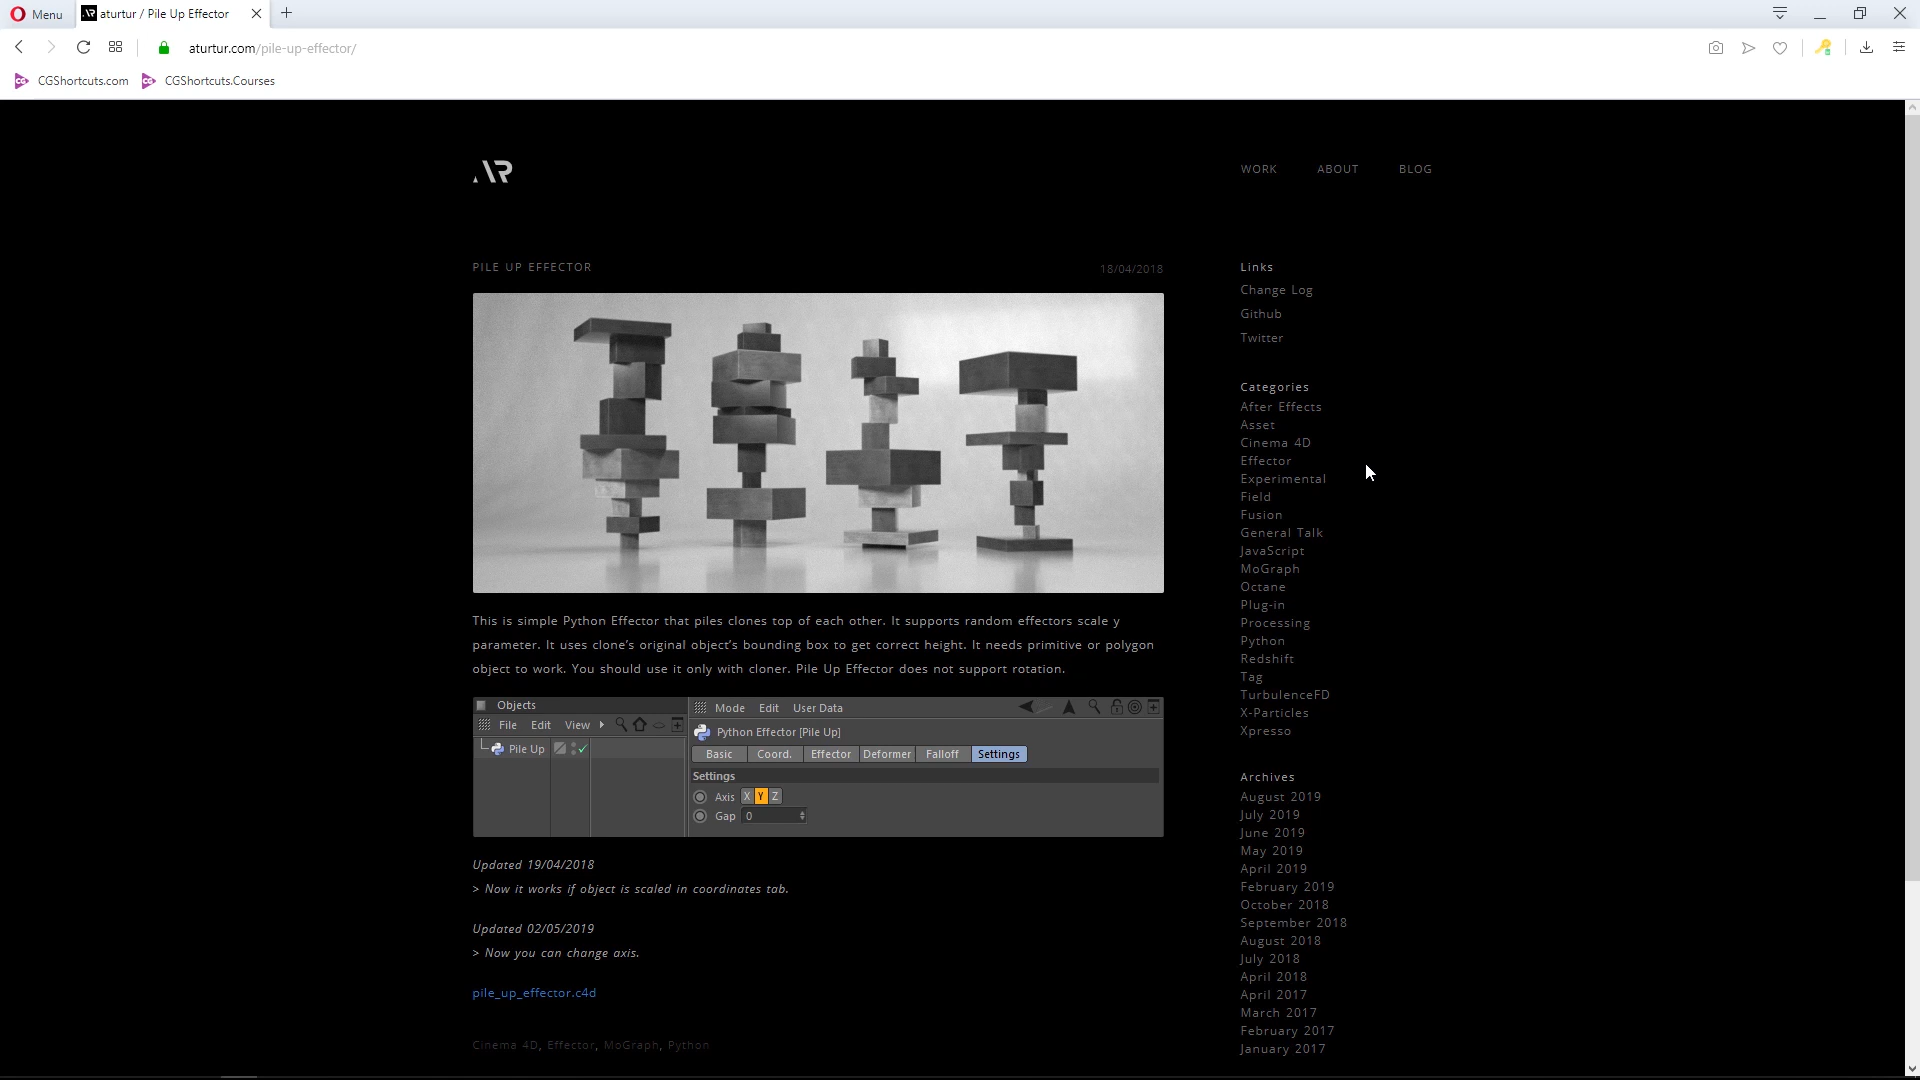 Menu
aturtur / Pile Up Effector
aturtur.com/pile-up-effector/
CGShortcuts.com
CGShortcuts.Courses
WORK ABOUT BLOG
PILE UP EFFECTOR
18/04/2018
This is simple Python Effector that piles clones top of each other. It supports random effectors scale y
parameter. It uses clone's original object's bounding box to get correct height. It needs primitive or polygon
object to work. You should use it only with cloner. Pile Up Effector does not support rotation.
Objects
File Edit View
Pile Up
Mode Edit User Data
Python Effector [Pile Up]
Basic Coord. Effector Deformer Falloff Settings
Settings
Axis X Y Z
Gap 0
Updated 19/04/2018
> Now it works if object is scaled in coordinates tab.
Updated 02/05/2019
> Now you can change axis.
pile_up_effector.c4d
Cinema 4D, Effector, MoGraph, Python
Links
Change Log
Github
Twitter
Categories
After Effects
Asset
Cinema 4D
Effector
Experimental
Field
Fusion
General Talk
JavaScript
MoGraph
Octane
Plug-in
Processing
Python
Redshift
Tag
TurbulenceFD
X-Particles
Xpresso
Archives
August 2019
July 2019
June 2019
May 2019
April 2019
February 2019
October 2018
September 2018
August 2018
July 2018
April 2018
April 2017
March 2017
February 2017
January 2017